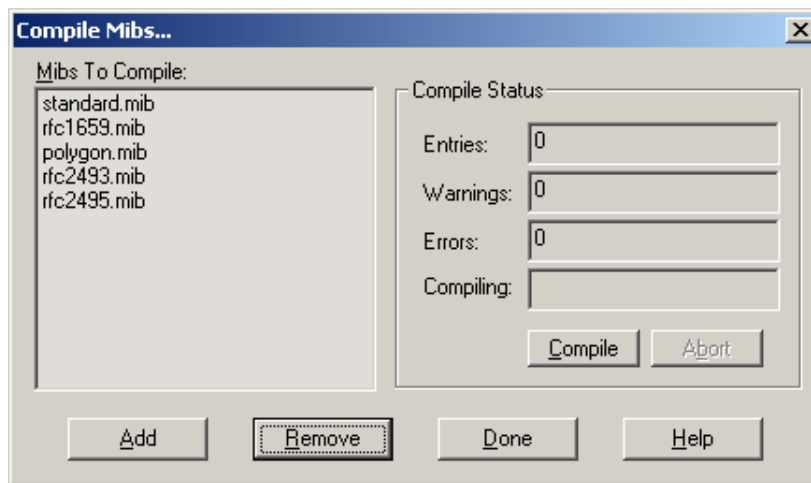 Compile Mibs...
Mibs To Compile:
standard.mib
rfc1659.mib
polygon.mib
rfc2493.mib
rfc2495.mib
Compile Status
Entries: 0
Warnings: 0
Errors: 0
Compiling:
Compile Abort
Add Remove Done Help